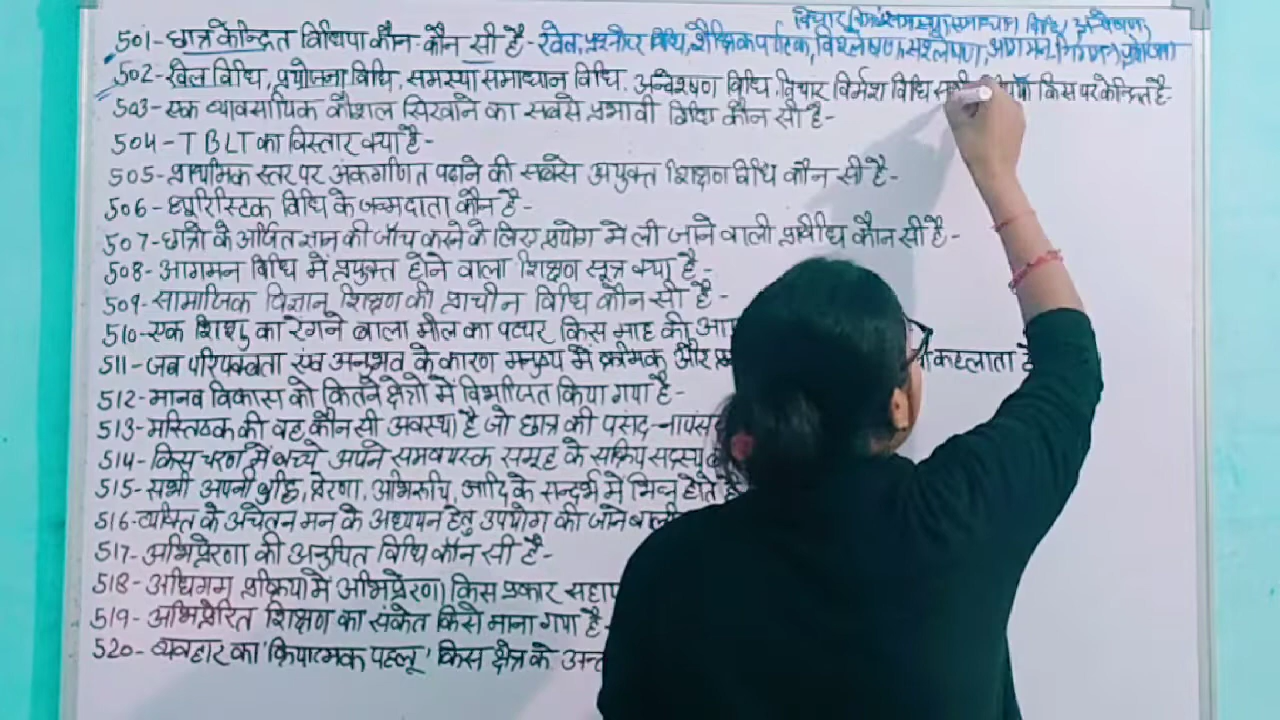 विचार विमर्श समस्या समाधान विधि अन्वेषण
501- छात्र केन्द्रित विधिया कौन-कौन सी है - खेल, प्रश्नोत्तर विधि, शैक्षिक पर्यटक, विश्लेषण, संश्लेषण, आगमन, निगमन, प्रोजेक्ट
502- खेल विधि, प्रयोजना विधि, समस्या समाधान विधि, अन्वेशण विधि, विचार विर्मश विधि किस पर केन्द्रित है-
503- एक व्यावसायिक कौशल सिखाने का सबसे प्रभावी विधि कौन सी है-
504- TBLT का विस्तार क्या है-
505- प्राथमिक स्तर पर अंकगणित पढाने की सबसे उपयुक्त शिक्षण विधि कौन सी है-
506- ह्यूरिस्टिक विधि के जन्मदाता कौन है-
507- छात्रो के अर्जित ज्ञान की जाँच करने के लिए प्रयोग मे ली जाने वाली प्रविधि कौन सी है-
508- आगमन विधि में प्रयुक्त होने वाला शिक्षण सूत्र क्या है-
509- सामाजिक विज्ञान शिक्षण की प्राचीन विधि कौन सी है-
510- एक शिशु का रेंगने वाला मील का पत्थर किस माह की
511- जब परिपक्वता एंव अनुभव के कारण मनुष्य मे क्रमिक और कहलाता है
512- मानव विकास को कितने क्षेत्रो में विभाजित किया गया है-
513- मस्तिष्क की वह कौन सी अवस्था है जो छात्र की पसंद-नापसंद
514- किस चरण में बच्चे अपने समवयस्क समूह के सक्रिय सदस्य
515- सभी अपनी बुद्धि, प्रेरणा, अभिरूचि, आदि के सन्दर्भ मे भिन्न होते है
516- व्यक्ति के अचेतन मन के अध्ययन हेतु उपयोग की जाने वाली
517- अभिप्रेरणा की अनुचित विधि कौन सी है-
518- अधिगम प्रक्रिया मे अभिप्रेरणा किस प्रकार
519- अभिप्रेरित शिक्षण का संकेत किसे माना गया है-
520- व्यवहार का 'क्रियात्मक पहलू' किस क्षेत्र के